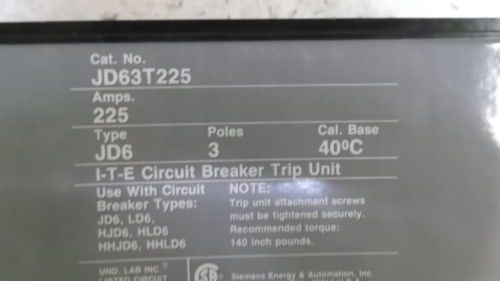 Cat. No.
JD63T225
Amps.
225
Type Poles Cal. Base
JD6 3 40ºC
I-T-E Circuit Breaker Trip Unit
Use With Circuit
Breaker Types:
JD6, LD6,
HJD6, HLD6
HHJD6, HHLD6
NOTE:
Trip unit attachment screws
must be tightened securely.
Recommended torque:
140 inch pounds.
UND. LAB INC.®
LISTED CIRCUIT
Siemens Energy & Automation, Inc.